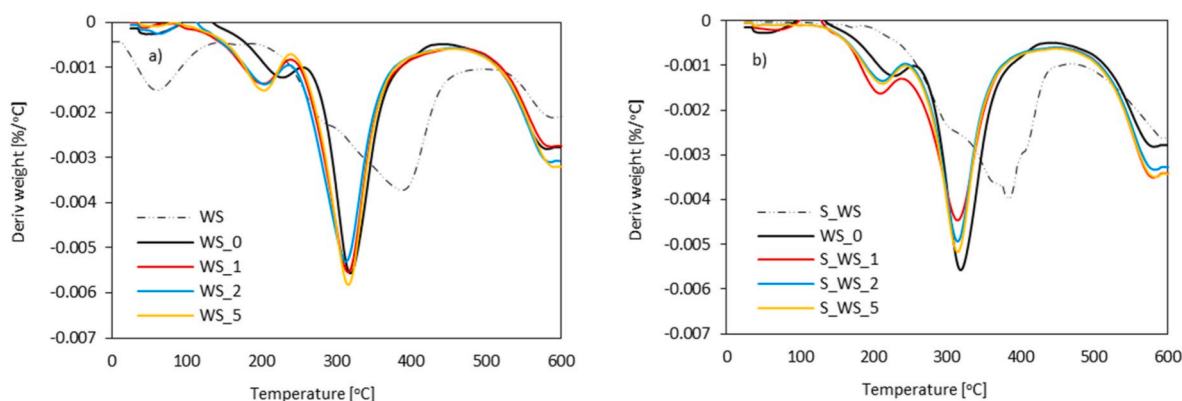 0
-0.001
-0.002
-0.003
-0.004
-0.005
-0.006
-0.007
Deriv weight [%/°C]
a)
WS
WS_0
WS_1
WS_2
WS_5
0 100 200 300 400 500 600
Temperature [°C]
0
-0.001
-0.002
-0.003
-0.004
-0.005
-0.006
-0.007
Deriv weight [%/°C]
b)
S_WS
WS_0
S_WS_1
S_WS_2
S_WS_5
0 100 200 300 400 500 600
Temperature [°C]